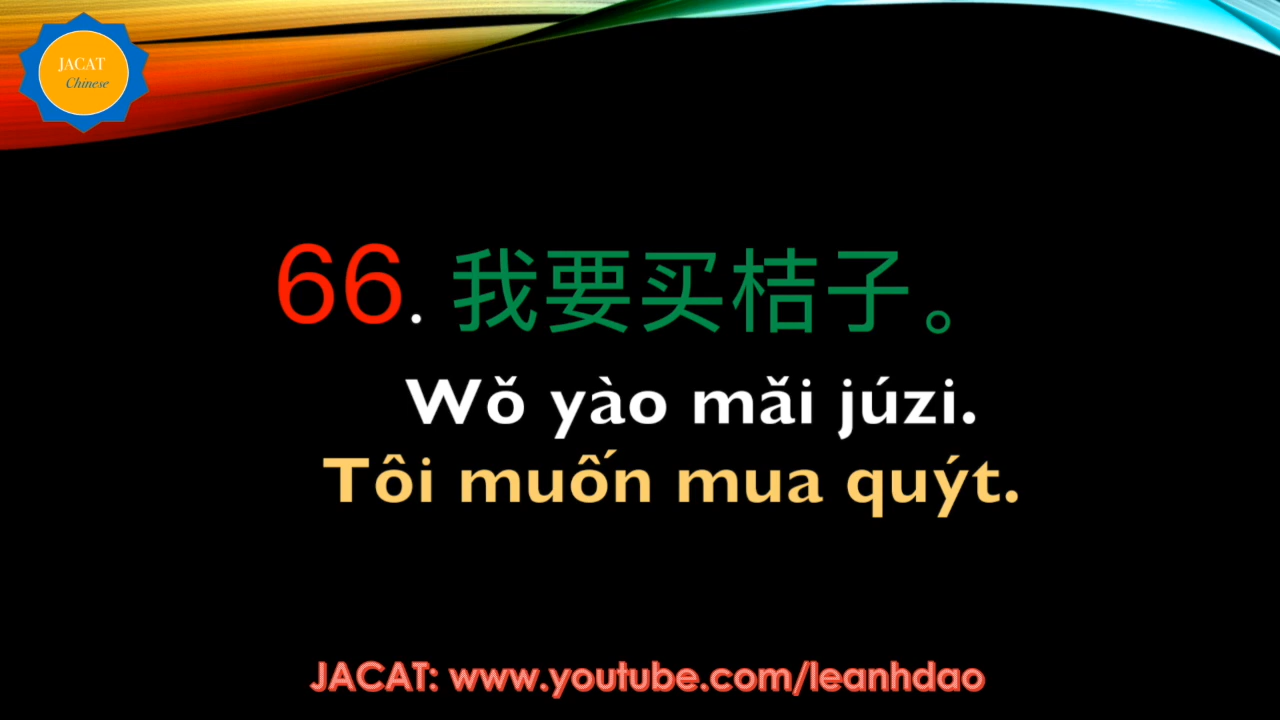 JACAT
Chinese
66. 我要买桔子。
Wǒ yào mǎi júzi.
Tôi muốn mua quýt.
JACAT: www.youtube.com/leanhdao